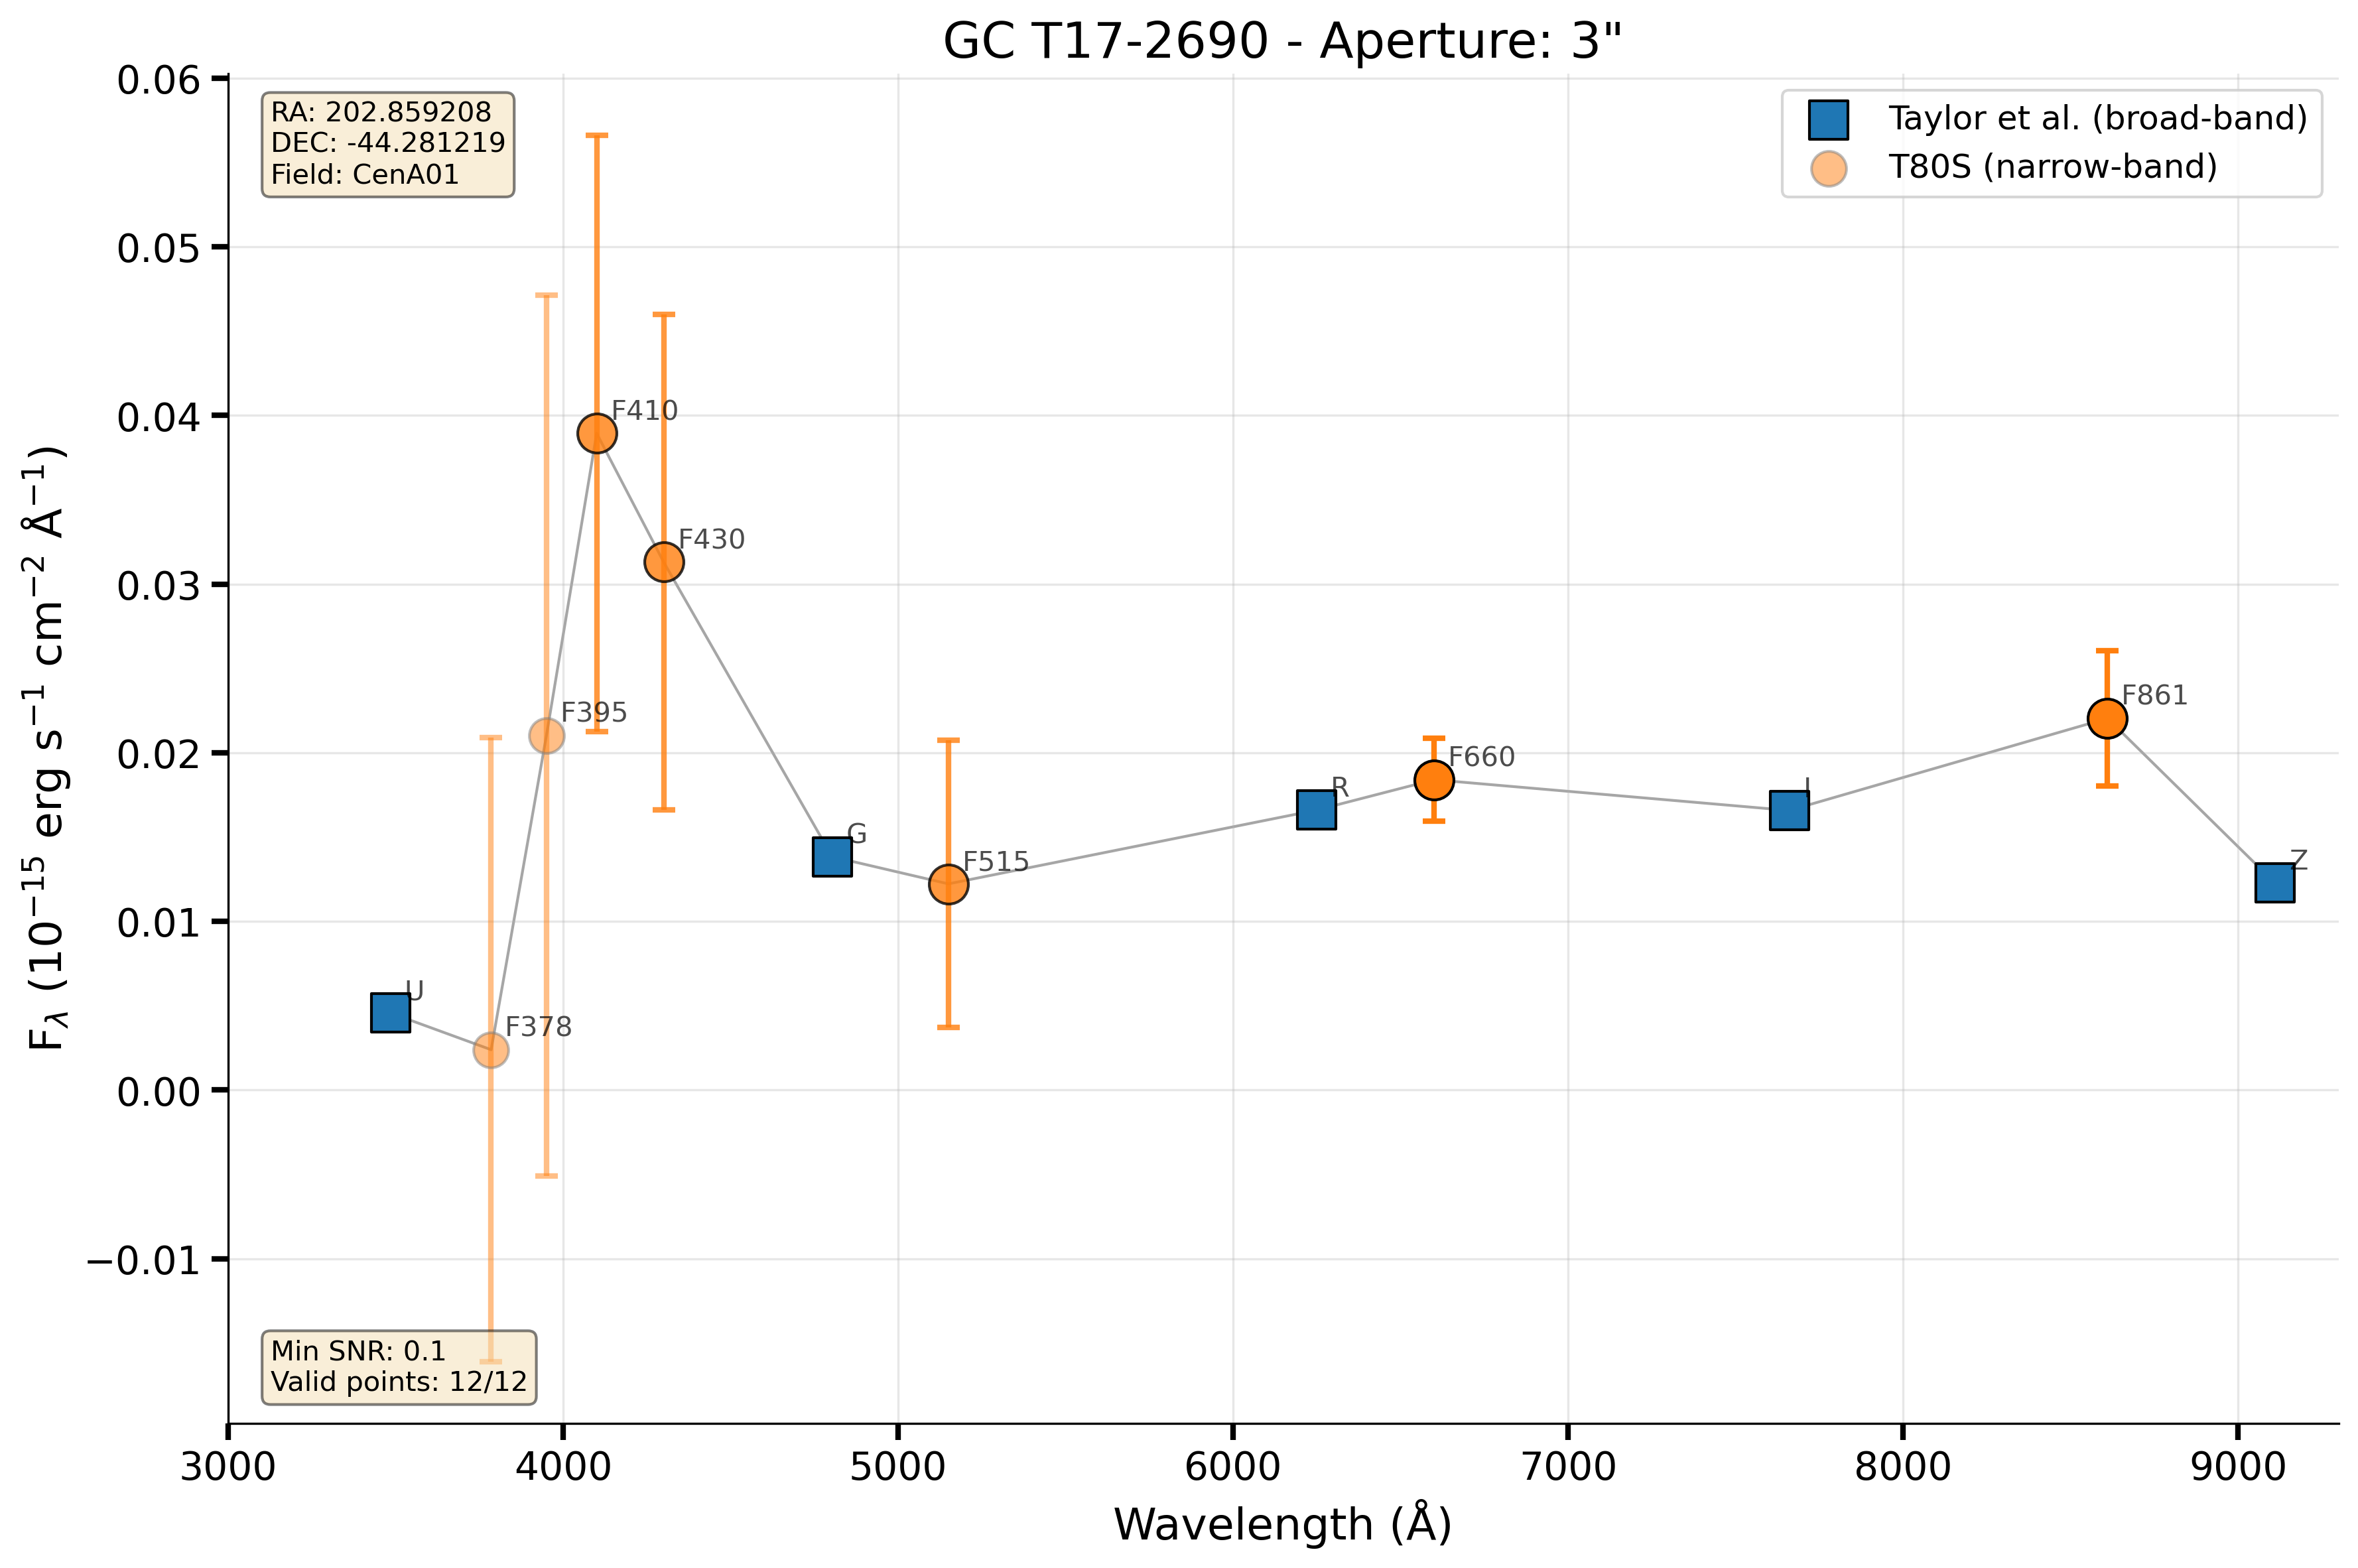 GC T17-2690 - Aperture: 3"
RA: 202.859208
DEC: -44.281219
Field: CenA01
Taylor et al. (broad-band)
T80S (narrow-band)
0.06
0.05
0.04
0.03
0.02
0.01
0.00
−0.01
F$_λ$ (10$^{−15}$ erg s$^{−1}$ cm$^{−2}$ Å$^{−1}$)
U
F378
F395
F410
F430
G
F515
R
F660
I
F861
Z
Min SNR: 0.1
Valid points: 12/12
3000 4000 5000 6000 7000 8000 9000
Wavelength (Å)